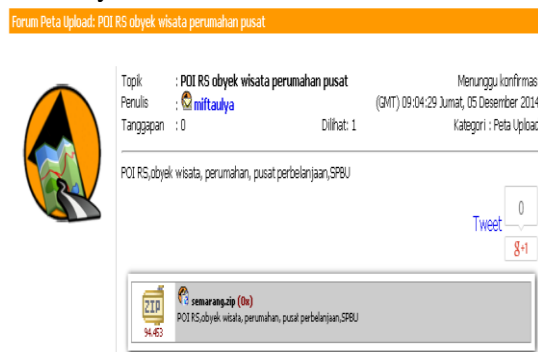 Forum Peta Upload: POI RS obyek wisata perumahan pusat
Topik : POI RS obyek wisata perumahan pusat Menunggu konfirmas
Penulis : miftaulya (GMT) 09:04:29 Jumat, 05 Desember 2014
Tanggapan : 0 Dilihat: 1 Kategori : Peta Upload
POI RS,obyek wisata, perumahan, pusat perbelanjaan,SPBU
0
Tweet
g+1
semarang.zip (0x)
ZIP
POI RS,obyek wisata, perumahan, pusat perbelanjaan,SPBU
94.453